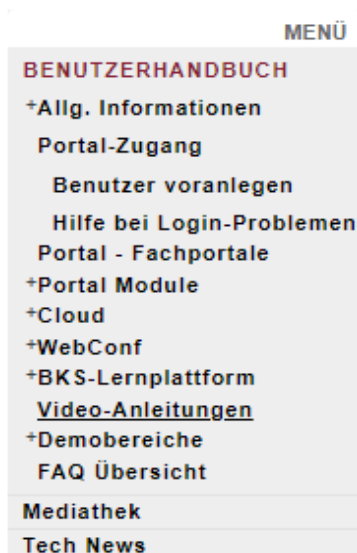 MENÜ
BENUTZERHANDBUCH
+Allg. Informationen
Portal-Zugang
Benutzer voranlegen
Hilfe bei Login-Problemen
Portal - Fachportale
+Portal Module
+Cloud
+WebConf
+BKS-Lernplattform
Video-Anleitungen
+Demobereiche
FAQ Übersicht
Mediathek
Tech News